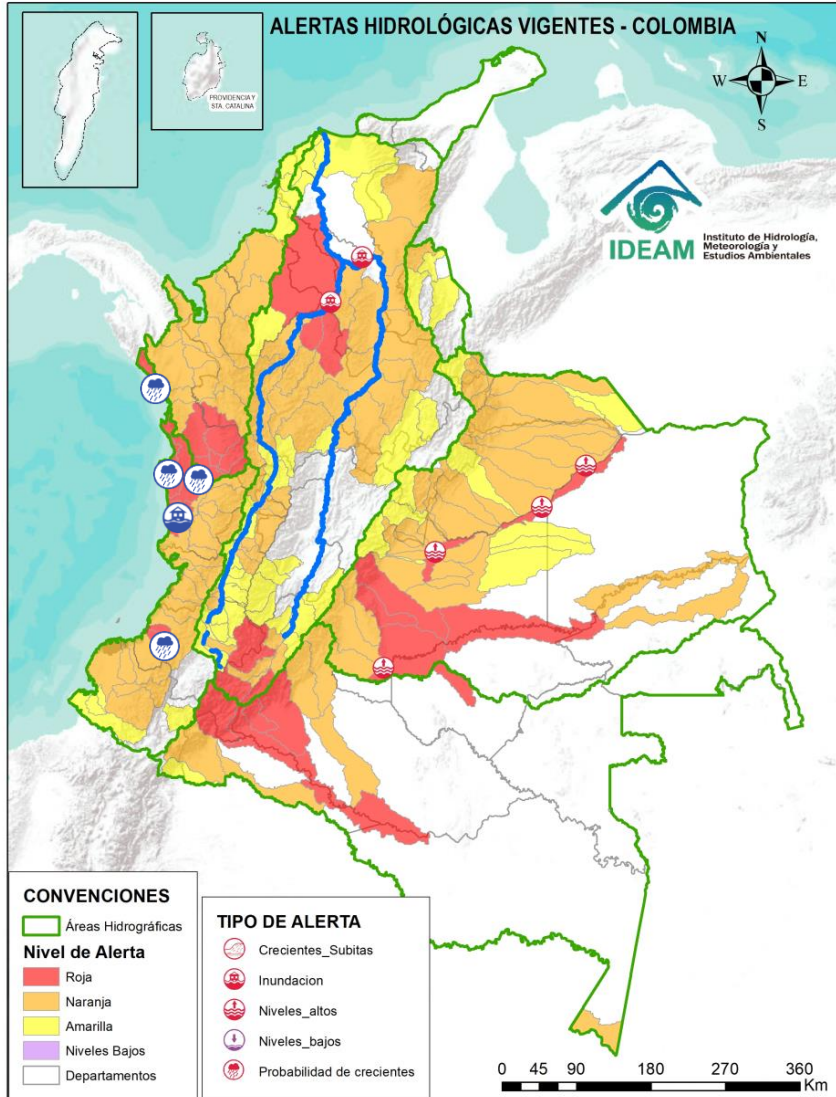 ALERTAS HIDROLÓGICAS VIGENTES - COLOMBIA
PROVIDENCIA Y
STA. CATALINA
N
W
E
S
IDEAM
Instituto de Hidrología,
Meteorología y
Estudios Ambientales
CONVENCIONES
Áreas Hidrográficas
Nivel de Alerta
Roja
Naranja
Amarilla
Niveles Bajos
Departamentos
TIPO DE ALERTA
Crecientes_Subitas
Inundacion
Niveles_altos
Niveles_bajos
Probabilidad de crecientes
0 45 90 180 270 360
Km